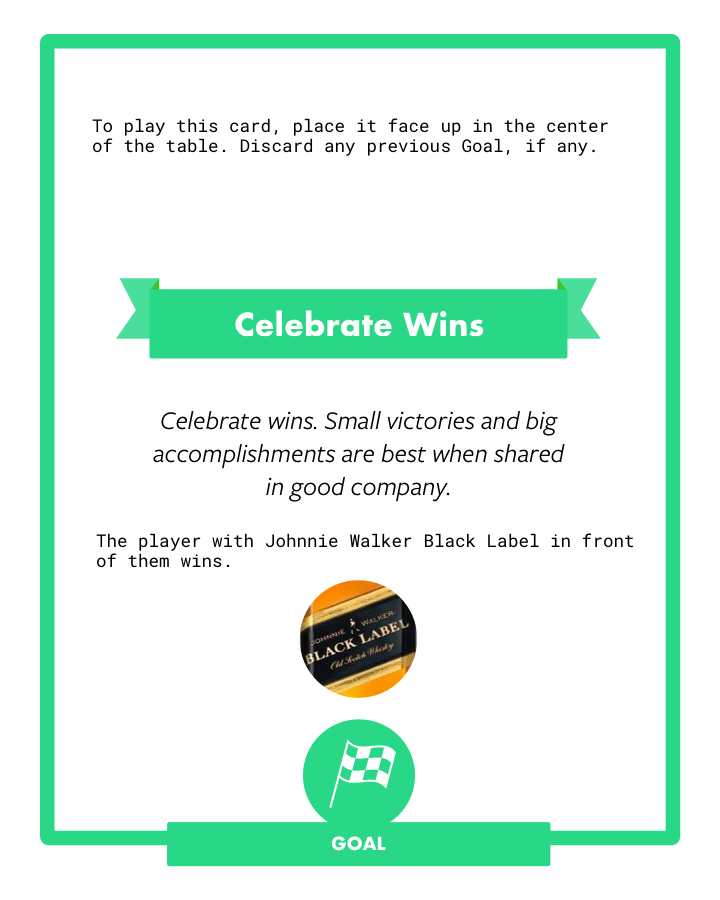 To play this card, place it face up in the center
of the table. Discard any previous Goal, if any.
Celebrate Wins
Celebrate wins. Small victories and big
accomplishments are best when shared
in good company.
The player with Johnnie Walker Black Label in front
of them wins.
JOHNNIE WALKER.
BLACK LABEL
Old Scotch Whisky
GOAL